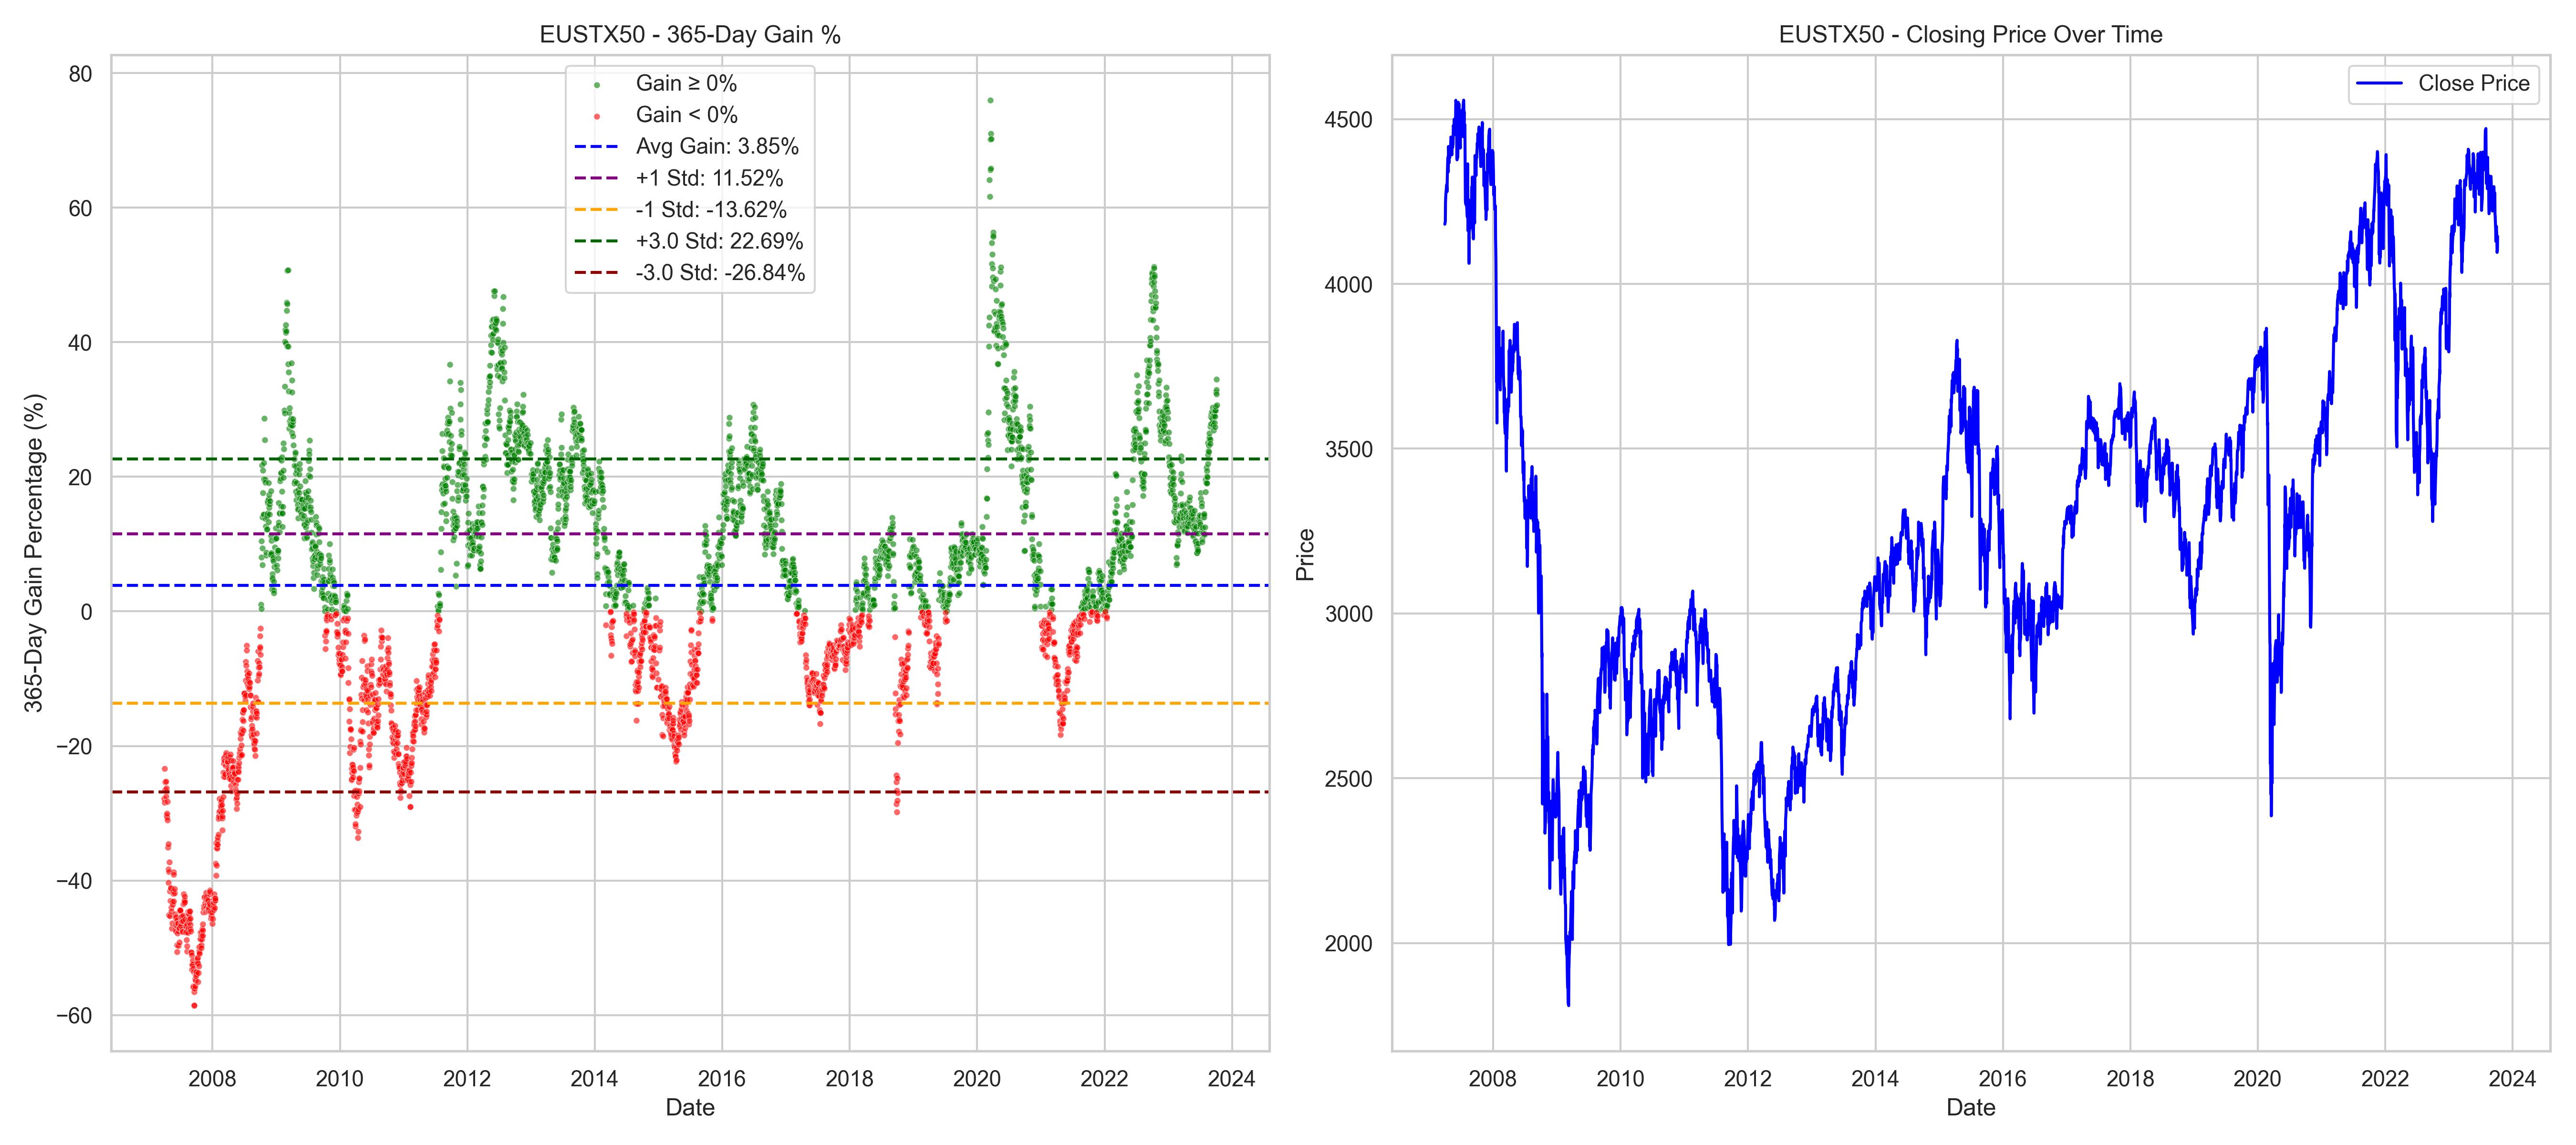 EUSTX50 - 365-Day Gain %
Gain ≥ 0%
Gain < 0%
Avg Gain: 3.85%
+1 Std: 11.52%
-1 Std: -13.62%
+3.0 Std: 22.69%
-3.0 Std: -26.84%
365-Day Gain Percentage (%)
80
60
40
20
0
−20
−40
−60
2008 2010 2012 2014 2016 2018 2020 2022 2024
Date
EUSTX50 - Closing Price Over Time
Close Price
Price
4500
4000
3500
3000
2500
2000
2008 2010 2012 2014 2016 2018 2020 2022 2024
Date